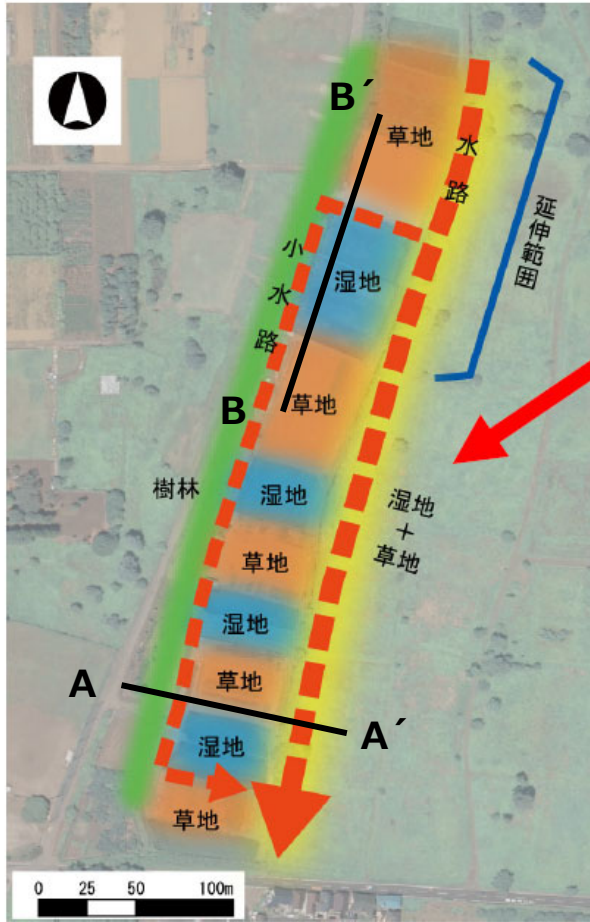 B´
草地
水路
延伸範囲
小水路
湿地
草地
B
樹林
湿地
湿地＋草地
草地
湿地
A
草地
A´
湿地
草地
0 25 50 100m